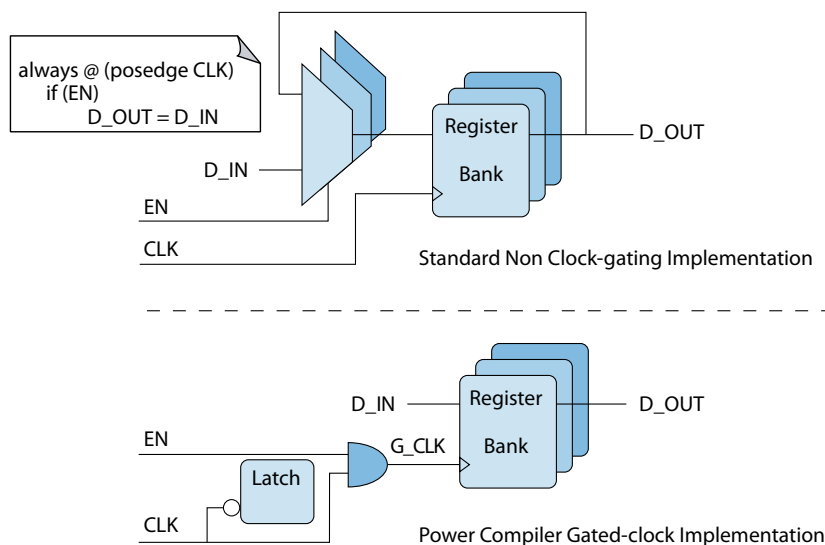 always @ (posedge CLK)
if (EN)
D_OUT = D_IN
Register
Bank
D_OUT
D_IN
EN
CLK
Standard Non Clock-gating Implementation
D_IN
Register
Bank
D_OUT
EN
G_CLK
Latch
CLK
Power Compiler Gated-clock Implementation